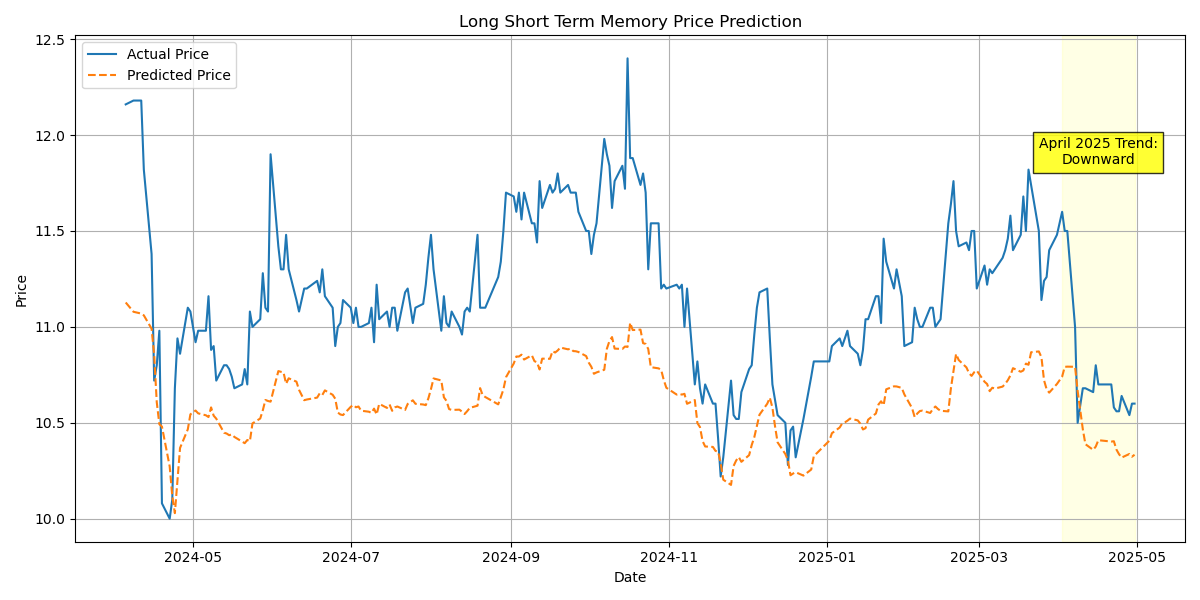 Long Short Term Memory Price Prediction
Actual Price
Predicted Price
April 2025 Trend:
Downward
Price
12.5
12.0
11.5
11.0
10.5
10.0
2024-05 2024-07 2024-09 2024-11 2025-01 2025-03 2025-05
Date